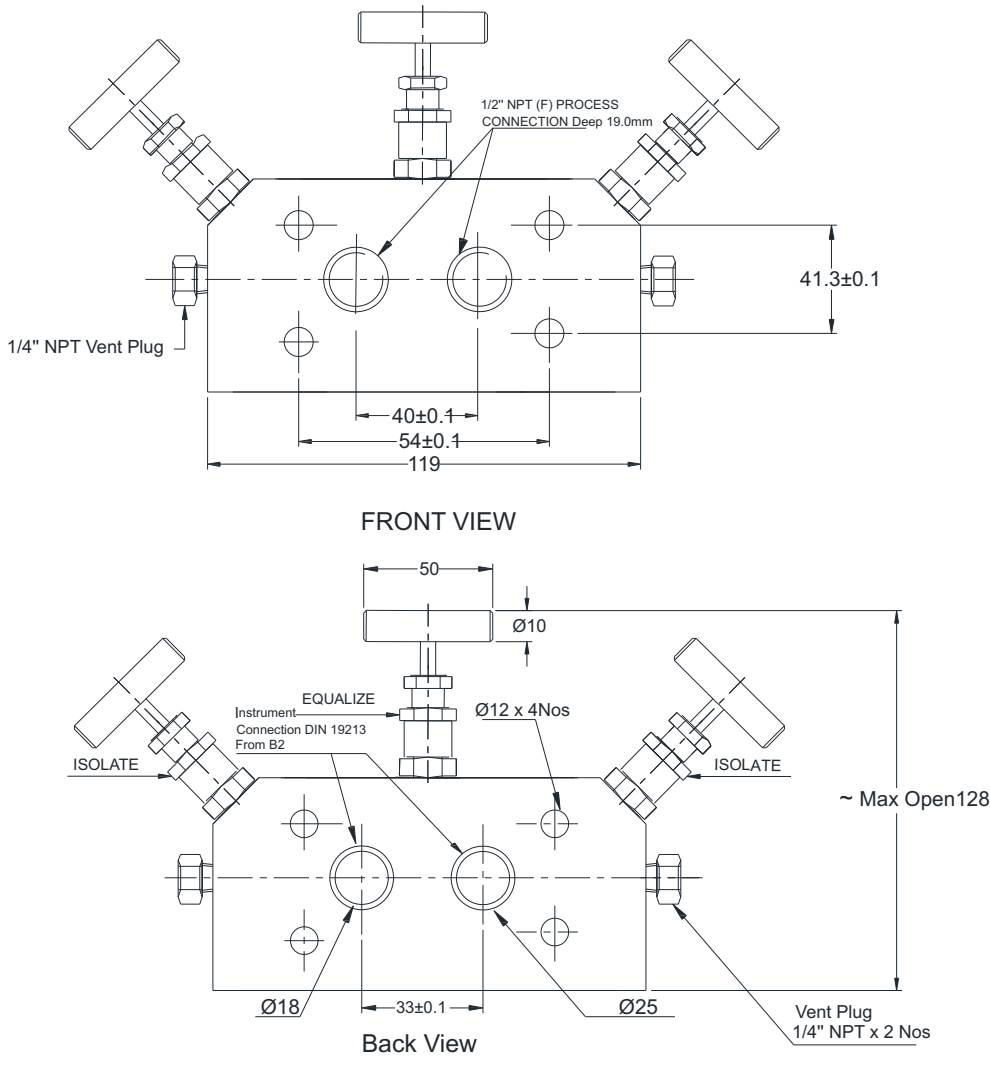 1/2" NPT (F) PROCESS
CONNECTION Deep 19.0mm
41.3±0.1
1/4" NPT Vent Plug
40±0.1
54±0.1
119
FRONT VIEW
50
Ø10
EQUALIZE
Instrument
Connection DIN 19213
From B2
Ø12 x 4Nos
ISOLATE
ISOLATE
~ Max Open128
Ø18
33±0.1
Ø25
Vent Plug
1/4" NPT x 2 Nos
Back View